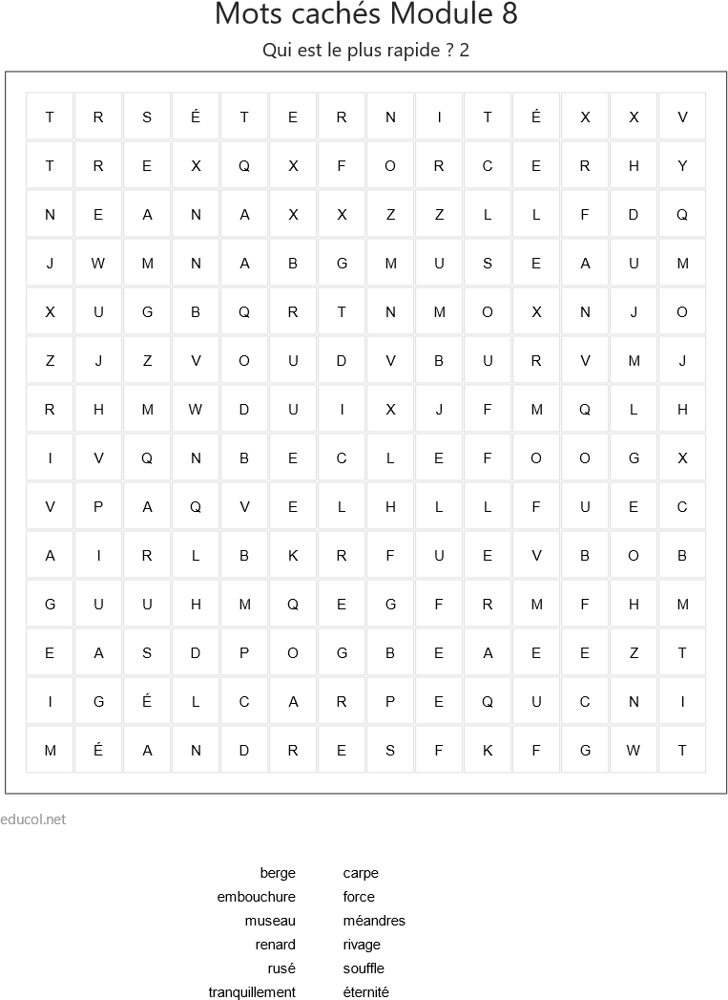 Mots cachés Module 8
Qui est le plus rapide ? 2
T R S É T E R N I T É X X V
T R E X Q X F O R C E R H Y
N E A N A X X Z Z L L F D Q
J W M N A B G M U S E A U M
X U G B Q R T N M O X N J O
Z J Z V O U D V B U R V M J
R H M W D U I X J F M Q L H
I V Q N B E C L E F O O G X
V P A Q V E L H L L F U E C
A I R L B K R F U E V B O B
G U U H M Q E G F R M F H M
E A S D P O G B E A E E Z T
I G É L C A R P E Q U C N I
M É A N D R E S F K F G W T
educol.net
berge carpe
embouchure force
museau méandres
renard rivage
rusé souffle
tranquillement éternité